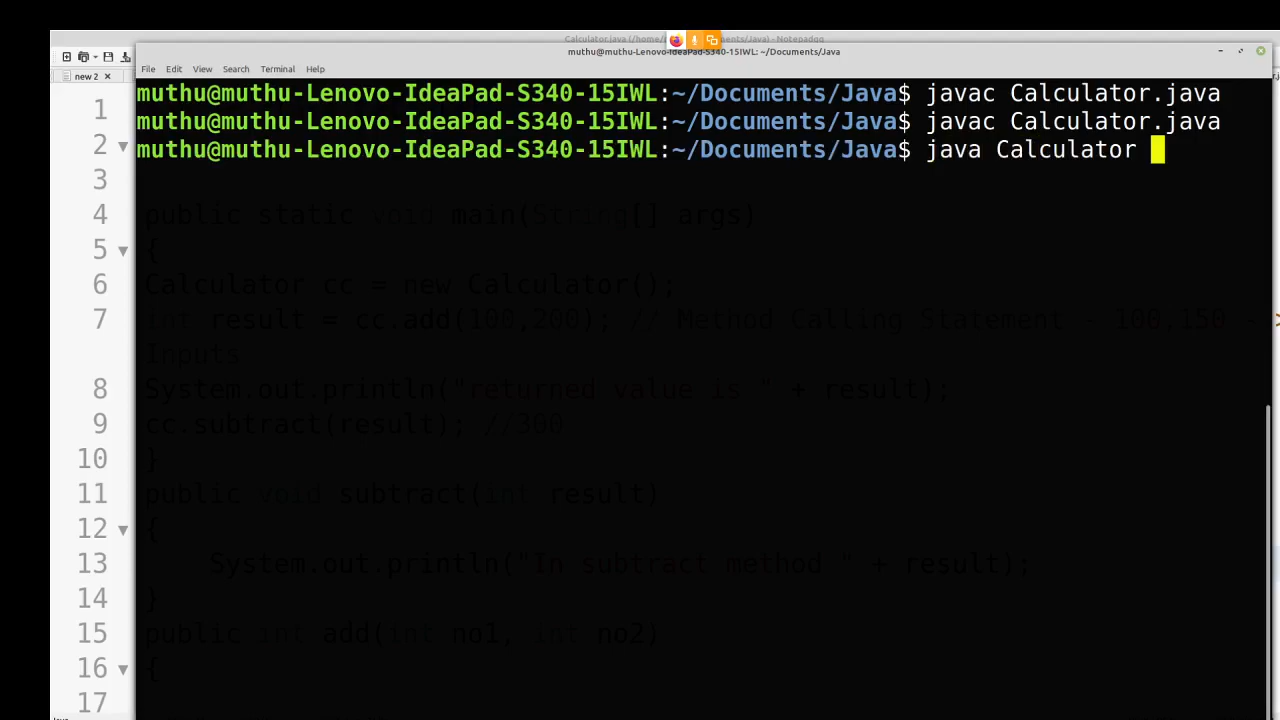 Calculator.java (/home/ ments/Java) - Notepadqq
muthu@muthu-Lenovo-IdeaPad-S340-15IWL: ~/Documents/Java
File Edit View Search Terminal Help
new 2
muthu@muthu-Lenovo-IdeaPad-S340-15IWL:~/Documents/Java$ javac Calculator.java
muthu@muthu-Lenovo-IdeaPad-S340-15IWL:~/Documents/Java$ javac Calculator.java
muthu@muthu-Lenovo-IdeaPad-S340-15IWL:~/Documents/Java$ java Calculator
1
2
3
4 public static void main(String[] args)
5 {
6 Calculator cc = new Calculator();
7 int result = cc.add(100,200); // Method Calling Statement - 100,150 -
Inputs
8 System.out.println("returned value is " + result);
9 cc.subtract(result); //300
10 }
11 public void subtract(int result)
12 {
13 System.out.println("In subtract method " + result);
14 }
15 public int add(int no1, int no2)
16 {
17